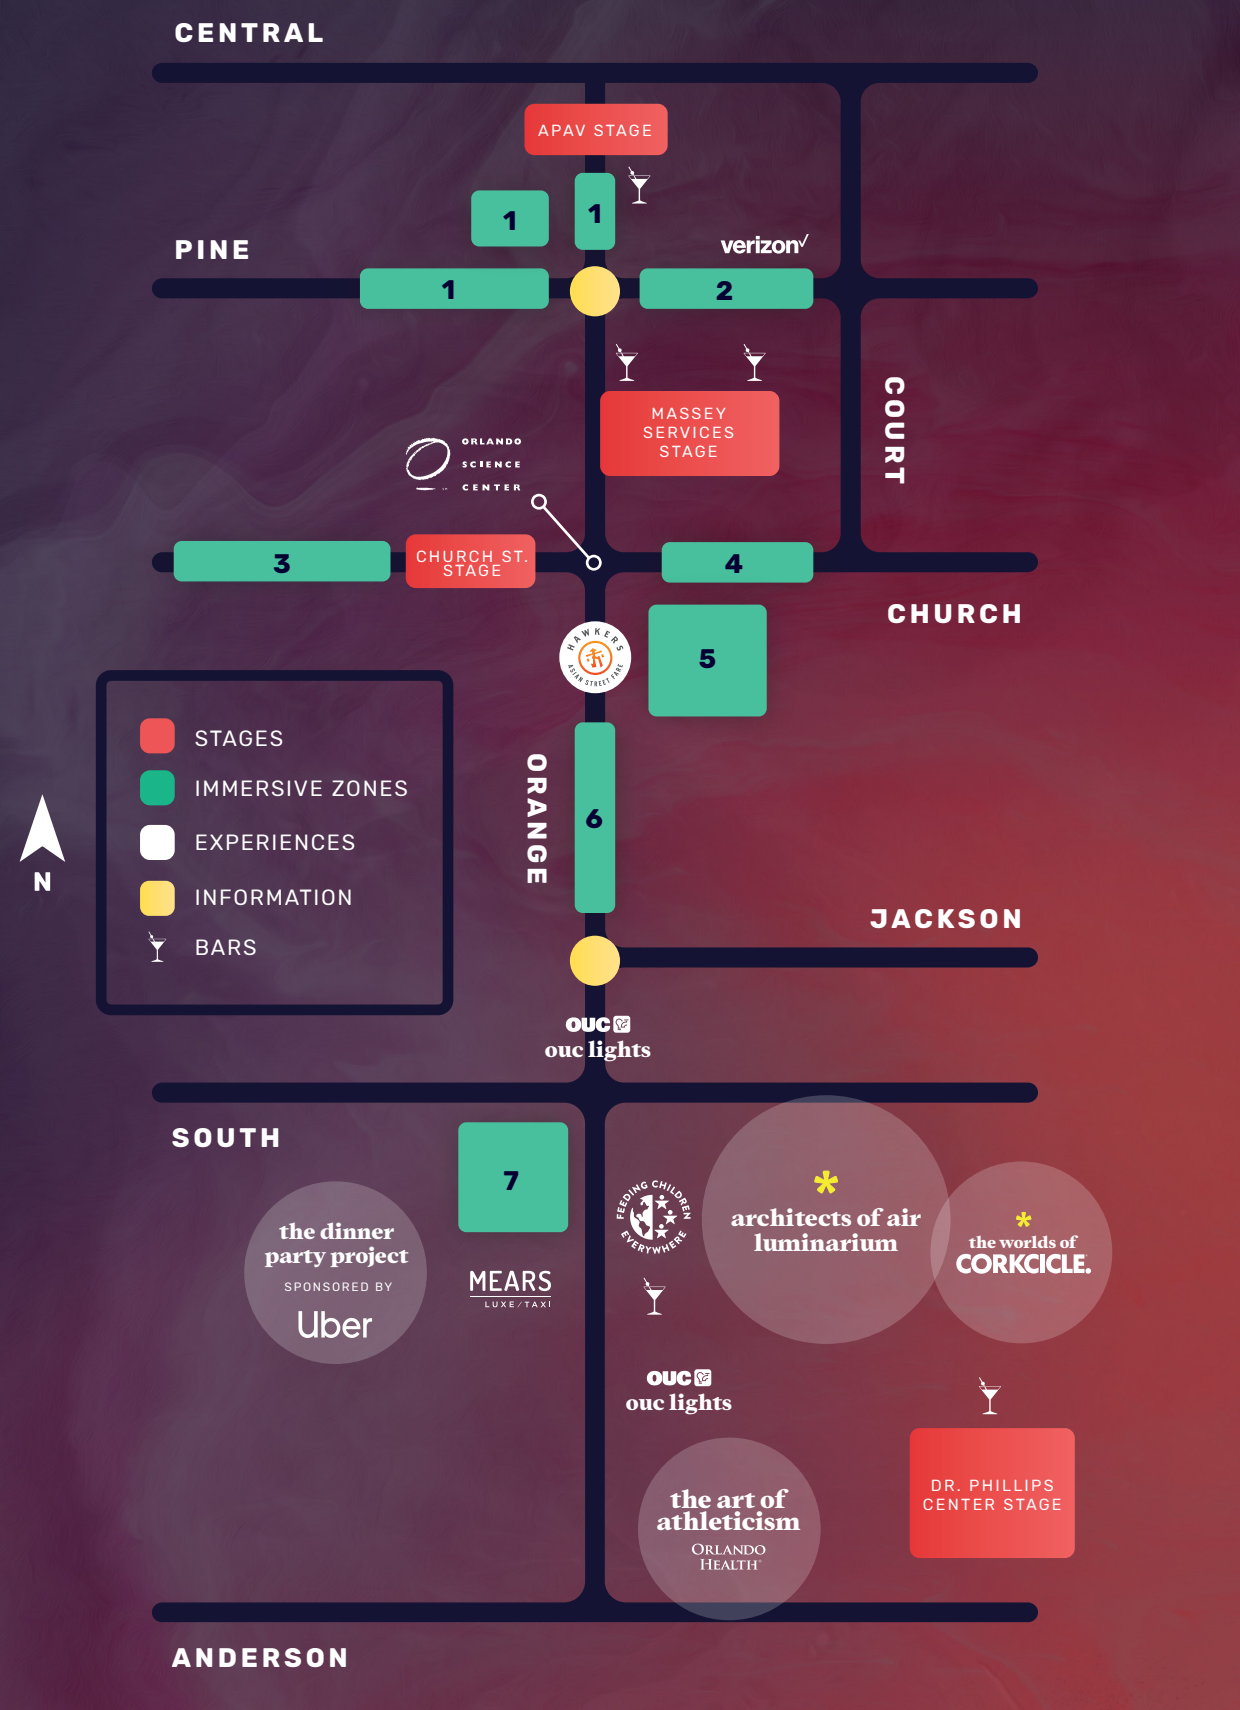 CENTRAL
APAV STAGE
1
1
PINE
verizon
1
2
MASSEY
SERVICES
STAGE
COURT
ORLANDO
SCIENCE
CENTER
3
CHURCH ST.
STAGE
4
CHURCH
HAWKERS
ASIAN STREET FARE
5
STAGES
IMMERSIVE ZONES
EXPERIENCES
INFORMATION
BARS
N
ORANGE
6
JACKSON
OUC
ouc lights
SOUTH
7
the dinner
party project
SPONSORED BY
Uber
MEARS
LUXE/TAXI
FEEDING CHILDREN
EVERYWHERE
*
architects of air
luminarium
*
the worlds of
CORKCICLE.
OUC
ouc lights
the art of
athleticism
ORLANDO
HEALTH
DR. PHILLIPS
CENTER STAGE
ANDERSON